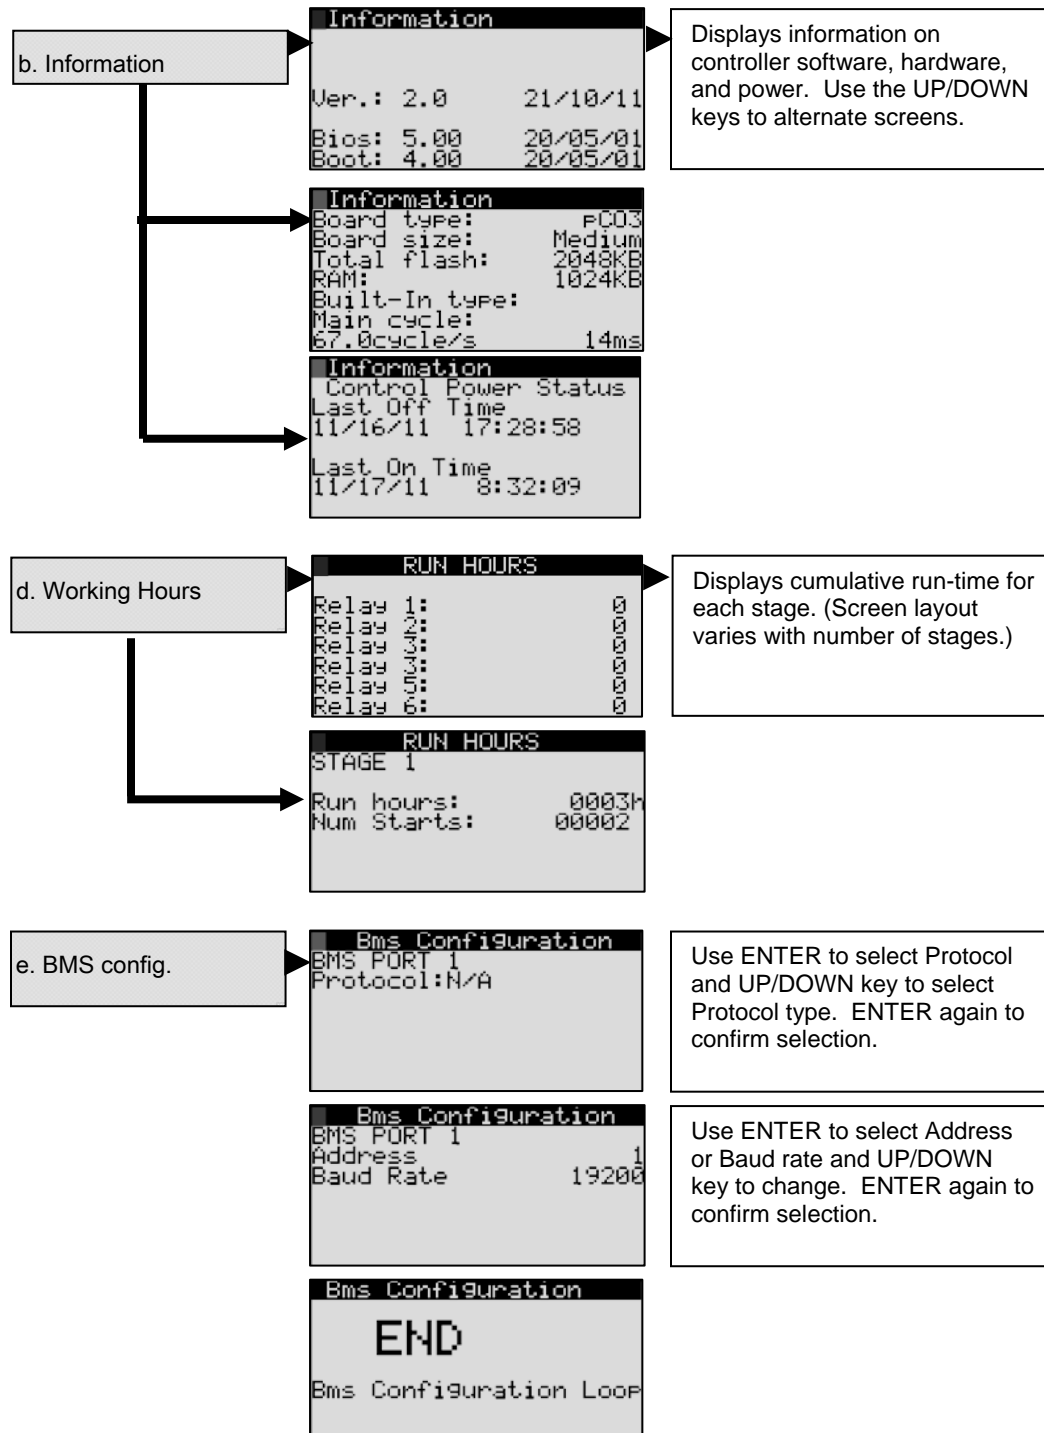 b. Information
Information
Ver.: 2.0 21/10/11
Bios: 5.00 20/05/01
Boot: 4.00 20/05/01
Displays information on
controller software, hardware,
and power. Use the UP/DOWN
keys to alternate screens.
Information
Board type: pCO3
Board size: Medium
Total flash: 2048KB
RAM: 1024KB
Built-In type:
Main cycle:
67.0cycle/s 14ms
Information
Control Power Status
Last Off Time
11/16/11 17:28:58
Last On Time
11/17/11 8:32:09
d. Working Hours
RUN HOURS
Relay 1: 0
Relay 2: 0
Relay 3: 0
Relay 3: 0
Relay 5: 0
Relay 6: 0
Displays cumulative run-time for
each stage. (Screen layout
varies with number of stages.)
RUN HOURS
STAGE 1
Run hours: 0003h
Num Starts: 00002
e. BMS config.
Bms Configuration
BMS PORT 1
Protocol:N/A
Use ENTER to select Protocol
and UP/DOWN key to select
Protocol type. ENTER again to
confirm selection.
Bms Configuration
BMS PORT 1
Address 1
Baud Rate 19200
Use ENTER to select Address
or Baud rate and UP/DOWN
key to change. ENTER again to
confirm selection.
Bms Configuration
END
Bms Configuration Loop